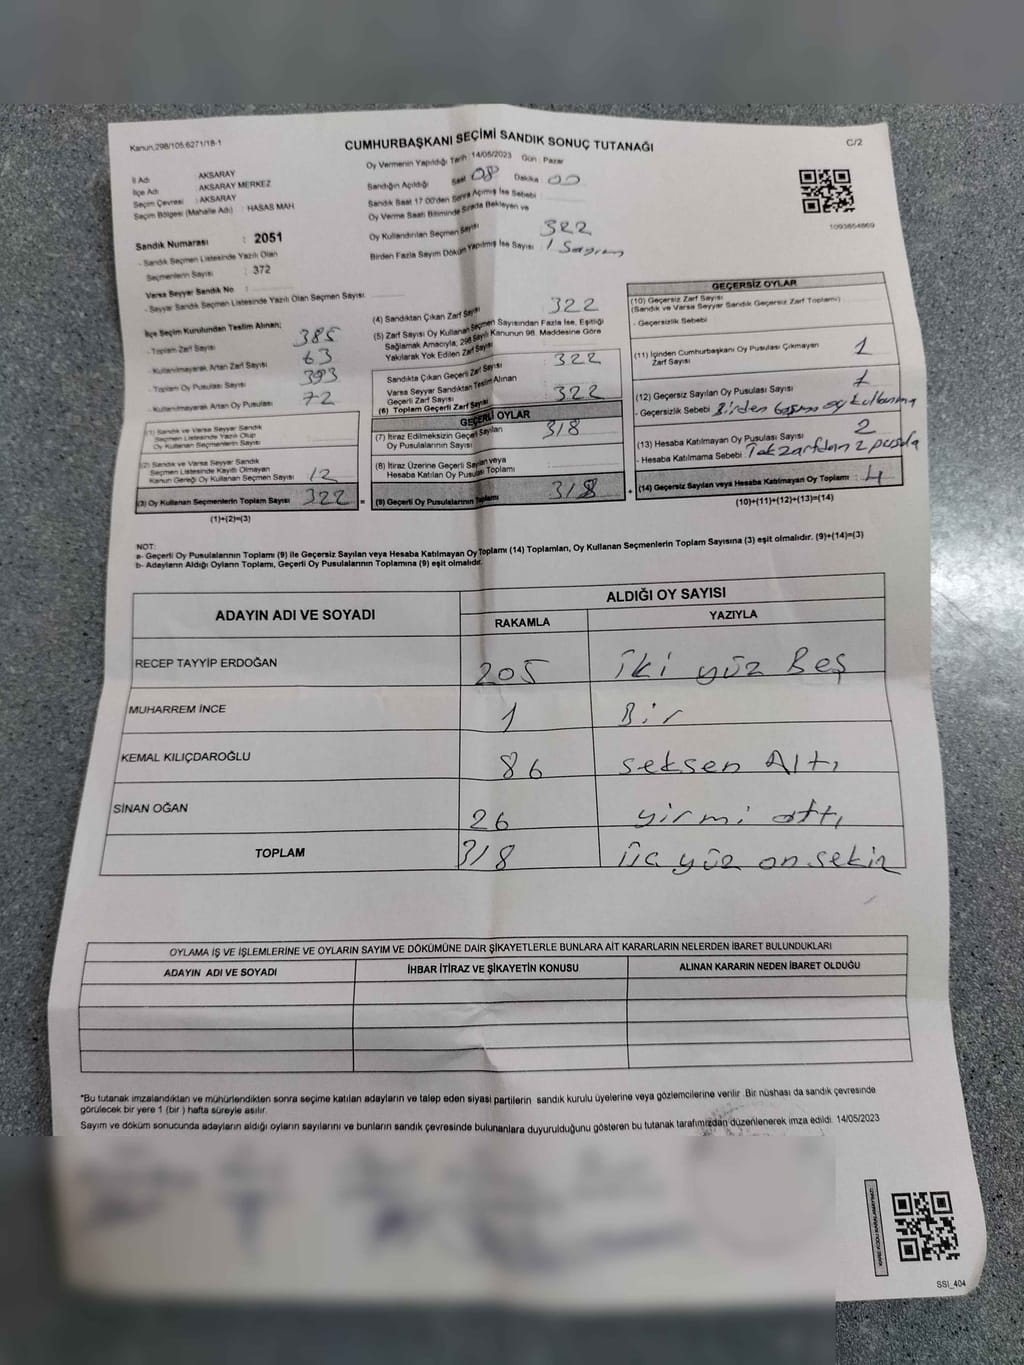 Kanun,298/105,6271/18-1
CUMHURBAŞKANI SEÇİMİ SANDIK SONUÇ TUTANAĞI
C/2
İl Adı : AKSARAY
İlçe Adı : AKSARAY MERKEZ
Seçim Çevresi : AKSARAY
Seçim Bölgesi (Mahalle Adı) : HASAS MAH
Sandık Numarası : 2051
- Sandık Seçmen Listesinde Yazılı Olan
Seçmenlerin Sayısı : 372
Varsa Seyyar Sandık No :
- Seyyar Sandık Seçmen Listesinde Yazılı Olan Seçmen Sayısı:
Oy Vermenin Yapıldığı Tarih : 14/05/2023 Gün : Pazar
Sandığın Açıldığı Saat : 08 Dakika : 00
Sandık Saat 17.00'den Sonra Açılmış İse Sebebi :
Oy Verme Saati Bitiminde Sırada Bekleyen ve
Oy Kullandırılan Seçmen Sayısı : 322
Birden Fazla Sayım Döküm Yapılmış İse Sayısı : 1
1093854869
İlçe Seçim Kurulundan Teslim Alınan;
- Toplam Zarf Sayısı : 385
- Kullanılmayarak Artan Zarf Sayısı : 63
- Toplam Oy Pusulası Sayısı : 393
- Kullanılmayarak Artan Oy Pusulası : 72
(1) Sandık ve Varsa Seyyar Sandık
Seçmen Listesinde Yazılı Olup
Oy Kullanan Seçmenlerin Sayısı
(2) Sandık ve Varsa Seyyar Sandık
Seçmen Listesinde Kaydı Olmayan
Kanun Gereği Oy Kullanan Seçmen Sayısı : 12
(3) Oy Kullanan Seçmenlerin Toplam Sayısı : 322 =
(1)+(2)=(3)
(4) Sandıktan Çıkan Zarf Sayısı : 322
(5) Zarf Sayısı Oy Kullanan Seçmen Sayısından Fazla İse, Eşitliği
Sağlamak Amacıyla, 298 Sayılı Kanunun 98. Maddesine Göre
Yakılarak Yok Edilen Zarf Sayısı :
Sandıkta Çıkan Geçerli Zarf Sayısı : 322
Varsa Seyyar Sandıktan Teslim Alınan
Geçerli Zarf Sayısı
(6) Toplam Geçerli Zarf Sayısı : 322
GEÇERLİ OYLAR
(7) İtiraz Edilmeksizin Geçerli Sayılan
Oy Pusulalarının Sayısı : 318
(8) İtiraz Üzerine Geçerli Sayılan veya
Hesaba Katılan Oy Pusulası Toplamı :
(9) Geçerli Oy Pusulalarının Toplamı : 318 +
GEÇERSİZ OYLAR
(10) Geçersiz Zarf Sayısı
(Sandık ve Varsa Seyyar Sandık Geçersiz Zarf Toplamı)
- Geçersizlik Sebebi
(11) İçinden Cumhurbaşkanı Oy Pusulası Çıkmayan
Zarf Sayısı : 1
(12) Geçersiz Sayılan Oy Pusulası Sayısı : 1
- Geçersizlik Sebebi : Birden oy kullanma
(13) Hesaba Katılmayan Oy Pusulası Sayısı : 2
- Hesaba Katılmama Sebebi : Tek zarfdan 2 pusula
(14) Geçersiz Sayılan veya Hesaba Katılmayan Oy Toplamı : 4
(10)+(11)+(12)+(13)=(14)
NOT:
a- Geçerli Oy Pusulalarının Toplamı (9) ile Geçersiz Sayılan veya Hesaba Katılmayan Oy Toplamı (14) Toplamları, Oy Kullanan Seçmenlerin Toplam Sayısına (3) eşit olmalıdır. (9)+(14)=(3)
b- Adayların Aldığı Oyların Toplamı, Geçerli Oy Pusulalarının Toplamına (9) eşit olmalıdır.
ADAYIN ADI VE SOYADI
ALDIĞI OY SAYISI
RAKAMLA YAZIYLA
RECEP TAYYİP ERDOĞAN 205 iki yüz Beş
MUHARREM İNCE 1 Bir
KEMAL KILIÇDAROĞLU 86 seksen Altı
SİNAN OĞAN 26 yirmi altı
TOPLAM 318 üc yüz on sekiz
OYLAMA İŞ VE İŞLEMLERİNE VE OYLARIN SAYIM VE DÖKÜMÜNE DAİR ŞİKAYETLERLE BUNLARA AİT KARARLARIN NELERDEN İBARET BULUNDUKLARI
ADAYIN ADI VE SOYADI İHBAR İTİRAZ VE ŞİKAYETİN KONUSU ALINAN KARARIN NEDEN İBARET OLDUĞU
*Bu tutanak imzalandıktan ve mühürlendikten sonra seçime katılan adayların ve talep eden siyasi partilerin sandık kurulu üyelerine veya gözlemcilerine verilir. Bir nüshası da sandık çevresinde
görülecek bir yere 1 (bir ) hafta süreyle asılır.
Sayım ve döküm sonucunda adayların aldığı oyların sayılarını ve bunların sandık çevresinde bulunanlara duyurulduğunu gösteren bu tutanak tarafımızdan düzenlenerek imza edildi. 14/05/2023
SSI_404